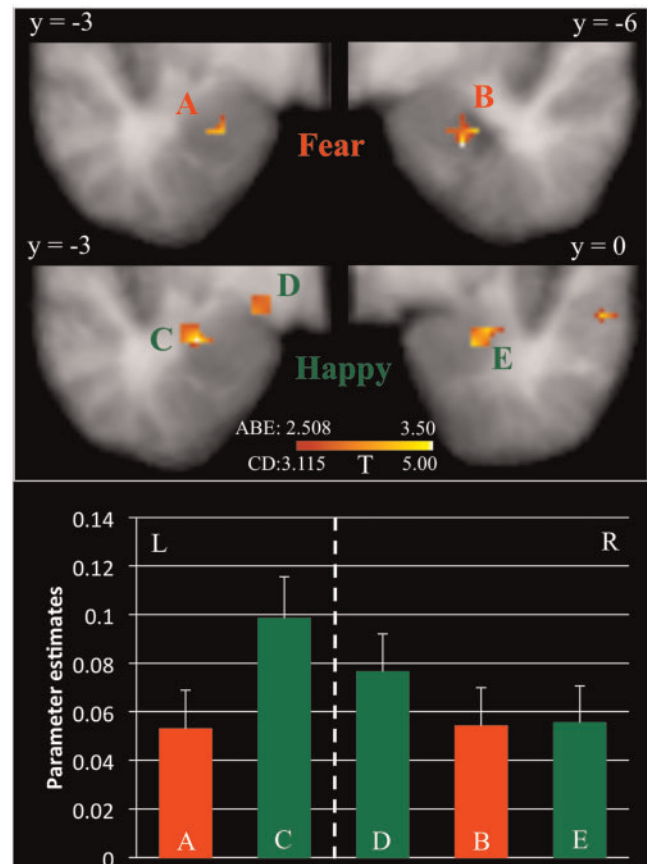 y = -3
y = -6
A
B
Fear
y = -3
y = 0
D
C
E
Happy
ABE: 2.508 3.50
CD:3.115 T 5.00
0.14
L R
0.12
0.1
0.08
0.06
0.04
0.02
0
Parameter estimates
A C D B E